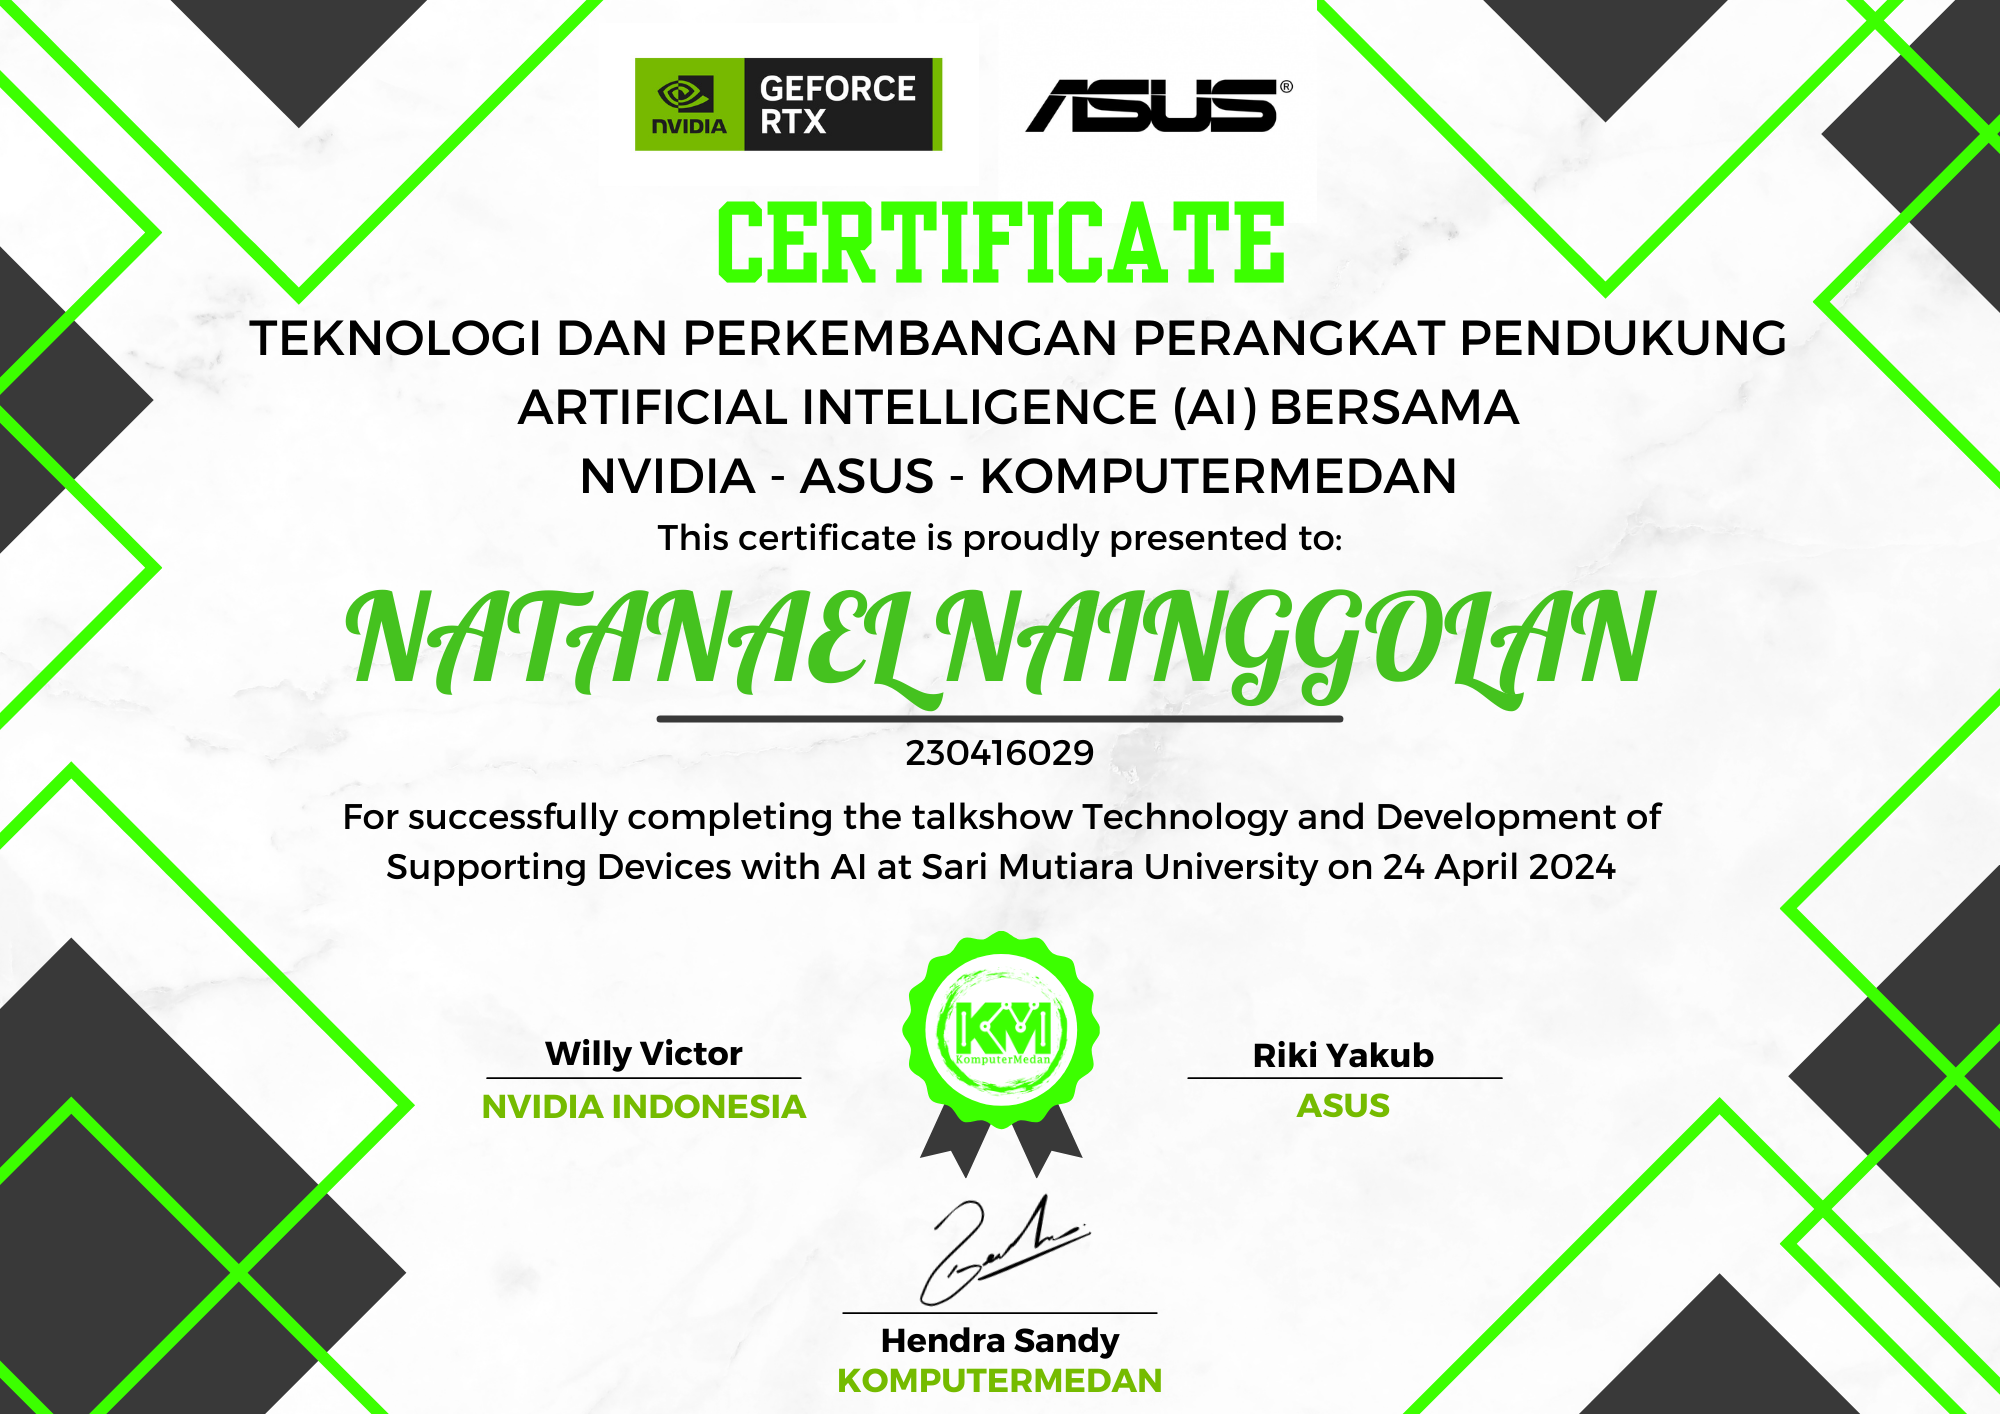 NVIDIA
GEFORCE
RTX
ASUS®
CERTIFICATE
TEKNOLOGI DAN PERKEMBANGAN PERANGKAT PENDUKUNG
ARTIFICIAL INTELLIGENCE (AI) BERSAMA
NVIDIA - ASUS - KOMPUTERMEDAN
This certificate is proudly presented to:
NATANAEL NAINGGOLAN
230416029
For successfully completing the talkshow Technology and Development of
Supporting Devices with AI at Sari Mutiara University on 24 April 2024
KM
KomputerMedan
Willy Victor
NVIDIA INDONESIA
Riki Yakub
ASUS
Hendra Sandy
KOMPUTERMEDAN